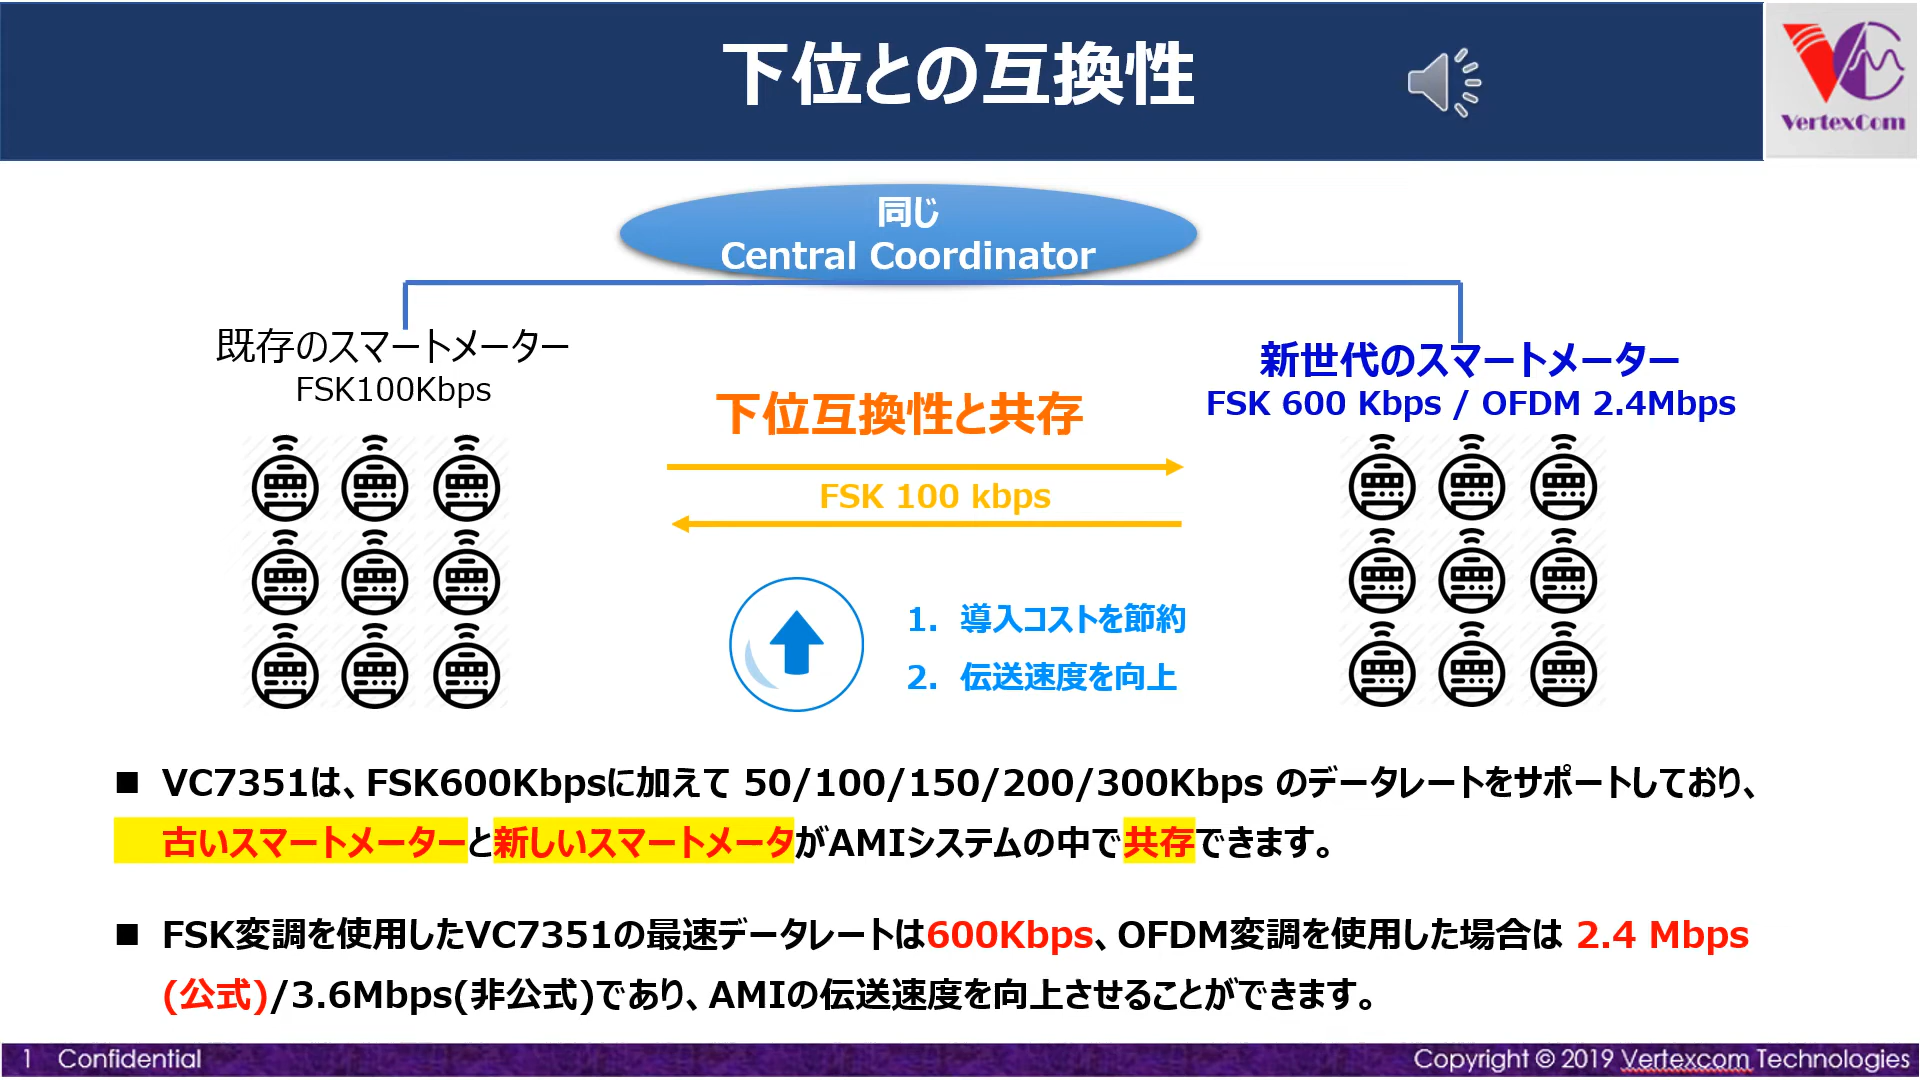 下位との互換性
VertexCom
同じ
Central Coordinator
既存のスマートメーター
FSK100Kbps
新世代のスマートメーター
FSK 600 Kbps / OFDM 2.4Mbps
下位互換性と共存
FSK 100 kbps
1. 導入コストを節約
2. 伝送速度を向上
■ VC7351は、FSK600Kbpsに加えて 50/100/150/200/300Kbps のデータレートをサポートしており、
古いスマートメーターと新しいスマートメータがAMIシステムの中で共存できます。
■ FSK変調を使用したVC7351の最速データレートは600Kbps、OFDM変調を使用した場合は 2.4 Mbps
(公式)/3.6Mbps(非公式)であり、AMIの伝送速度を向上させることができます。
1 Confidential
Copyright © 2019 Vertexcom Technologies